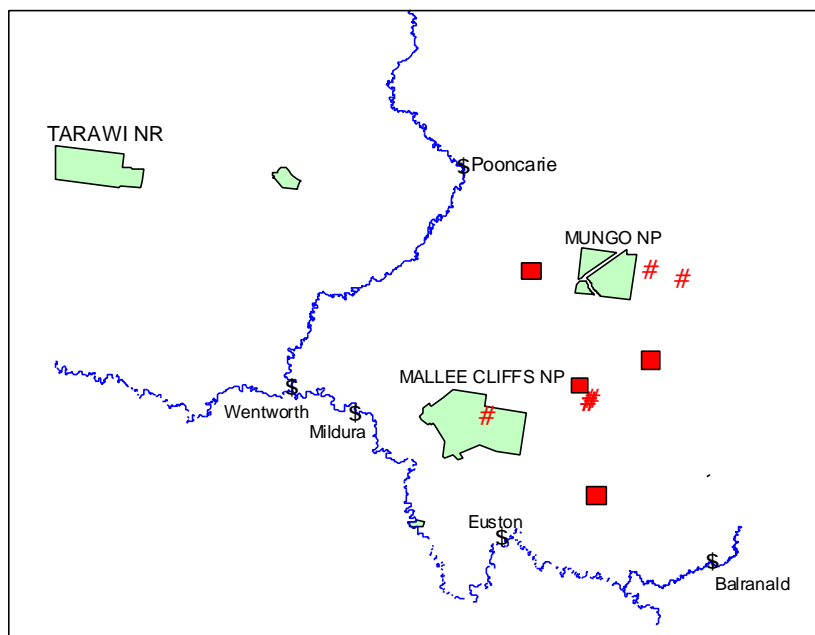 TARAWI NR
$ Pooncarie
MUNGO NP
#
#
MALLEE CLIFFS NP
$
Wentworth
$
Mildura
#
#
#
#
Euston
$
$
Balranald